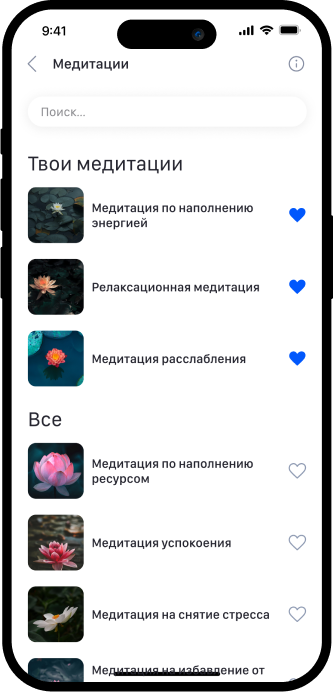 9:41
Медитации
Поиск...
Твои медитации
Медитация по наполнению
энергией
Релаксационная медитация
Медитация расслабления
Все
Медитация по наполнению
ресурсом
Медитация успокоения
Медитация на снятие стресса
Медитация на избавление от